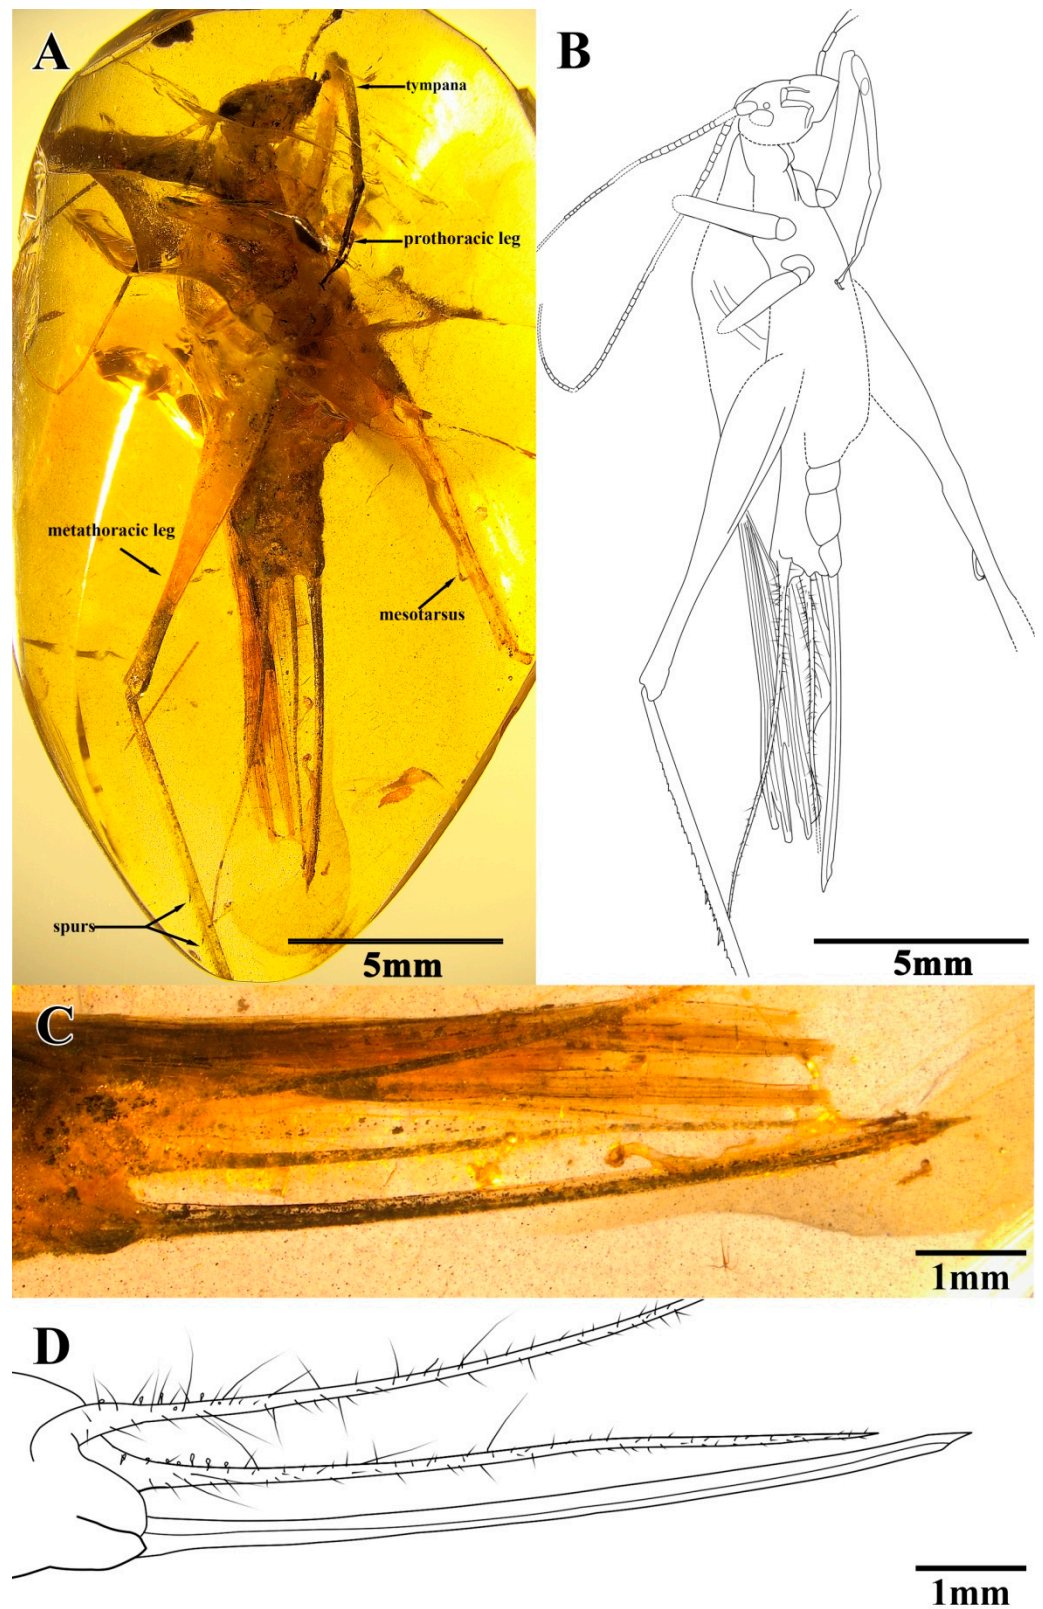 A
tympana
prothoracic leg
metathoracic leg
mesotarsus
spurs
5mm
B
5mm
C
1mm
D
1mm